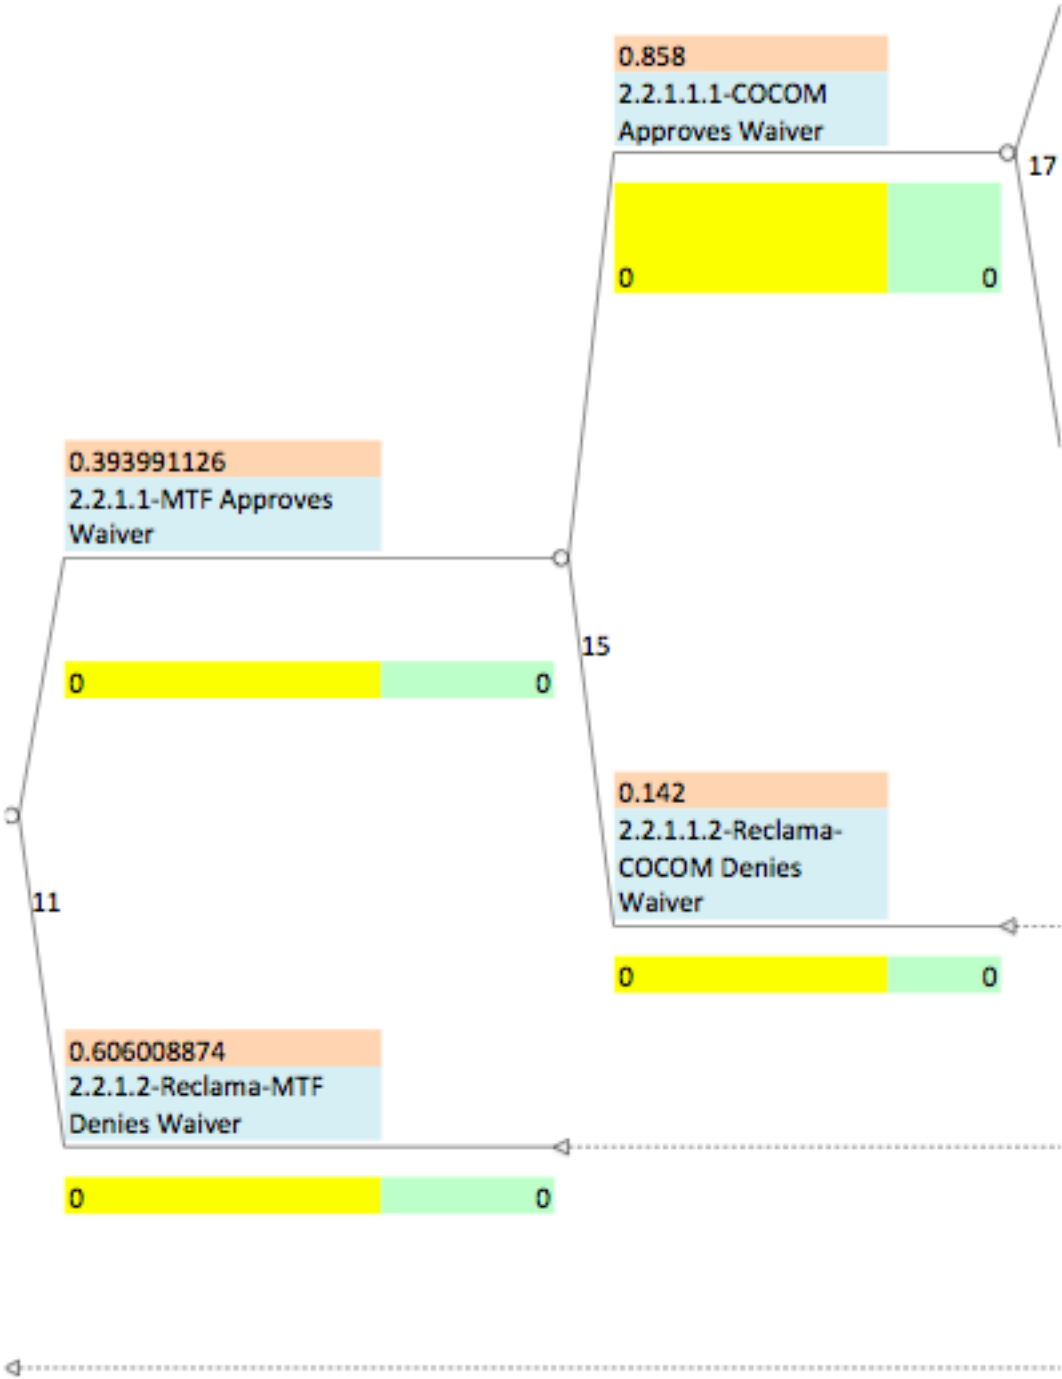 0.858
2.2.1.1.1-COCOM
Approves Waiver
17
0 0
0.393991126
2.2.1.1-MTF Approves
Waiver
15
0 0
0.142
2.2.1.1.2-Reclama-
COCOM Denies
Waiver
11
0 0
0.606008874
2.2.1.2-Reclama-MTF
Denies Waiver
0 0